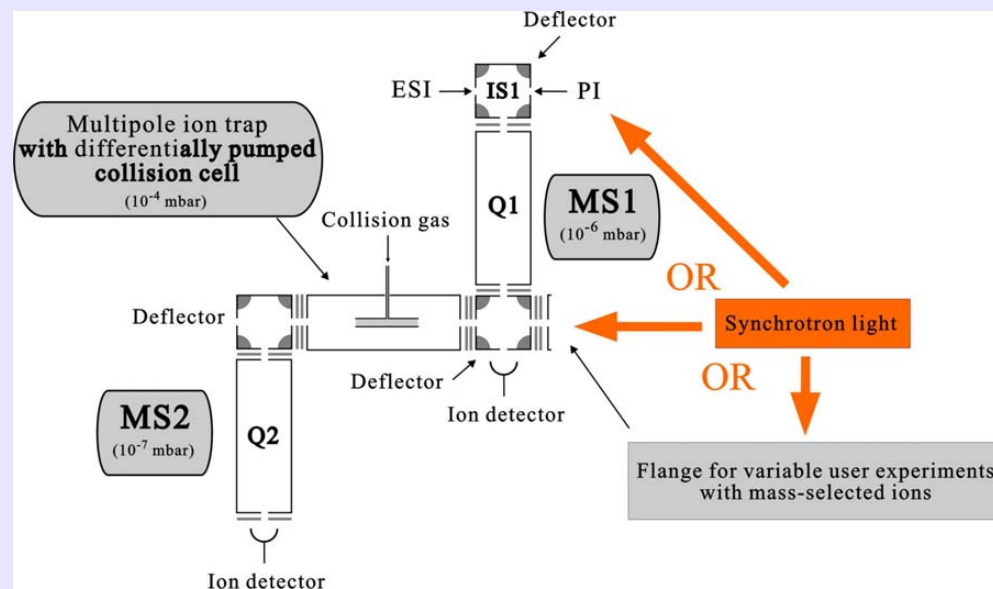 Deflector
ESI
IS1
PI
Multipole ion trap
with differentially pumped
collision cell
(10⁻⁴ mbar)
Q1
MS1
(10⁻⁶ mbar)
Collision gas
OR
Synchrotron light
Deflector
OR
Deflector
Ion detector
MS2
(10⁻⁷ mbar)
Q2
Flange for variable user experiments
with mass-selected ions
Ion detector